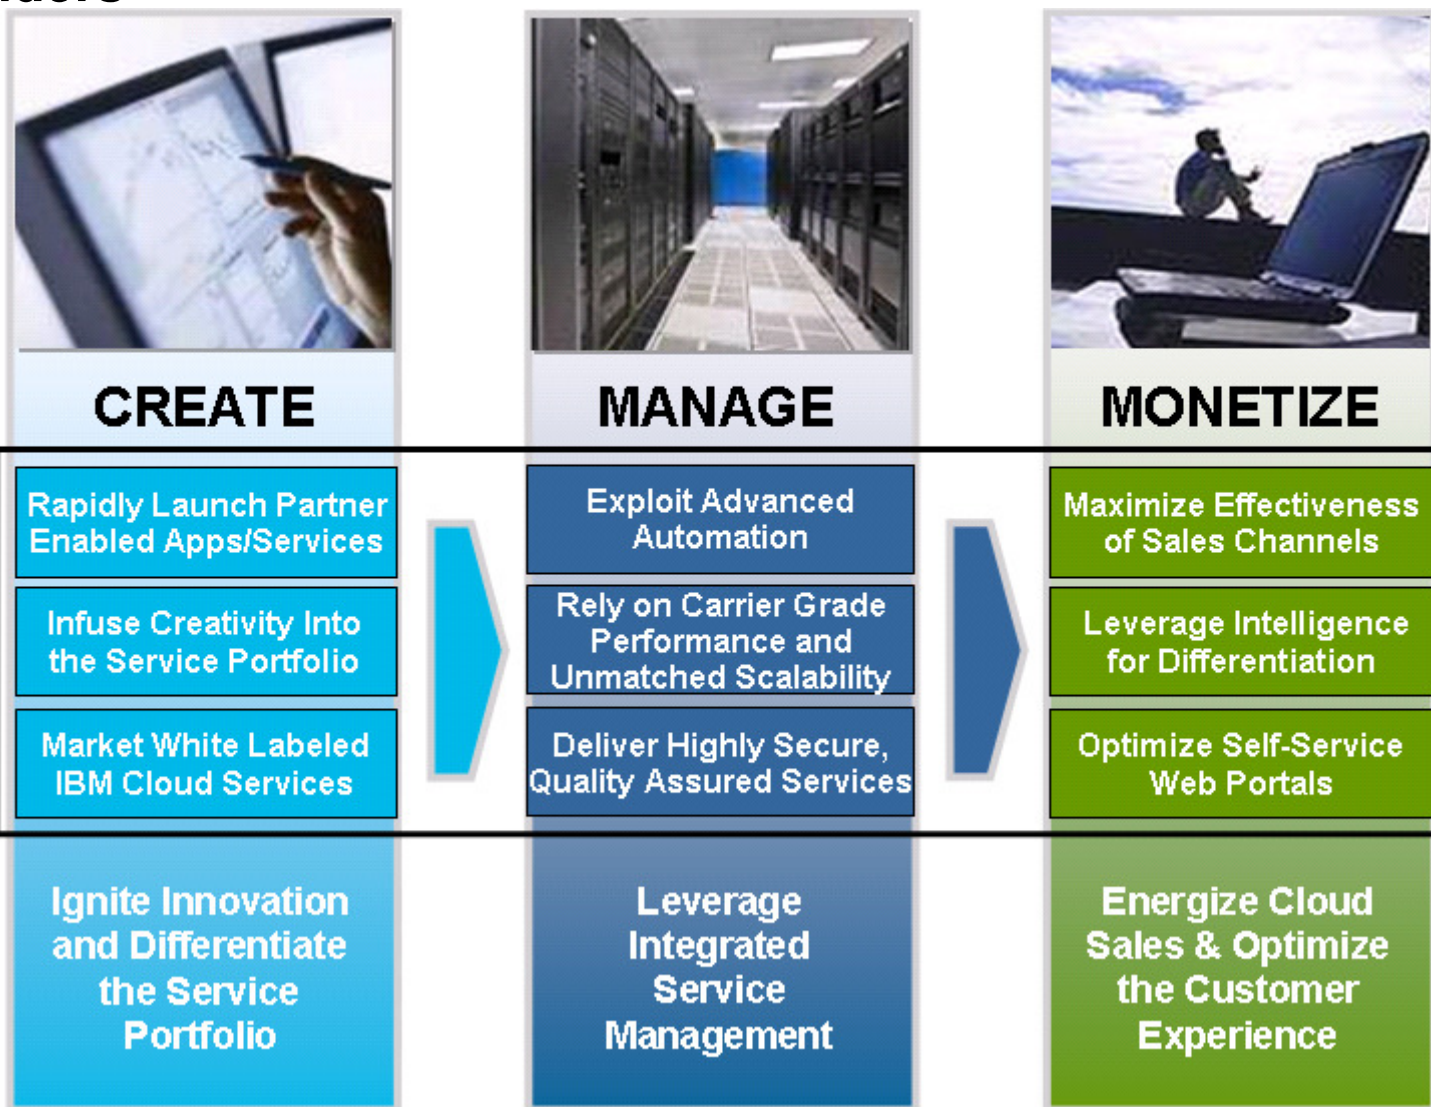 CREATE
MANAGE
MONETIZE
Rapidly Launch Partner
Enabled Apps/Services
Infuse Creativity Into
the Service Portfolio
Market White Labeled
IBM Cloud Services
Exploit Advanced
Automation
Rely on Carrier Grade
Performance and
Unmatched Scalability
Deliver Highly Secure,
Quality Assured Services
Maximize Effectiveness
of Sales Channels
Leverage Intelligence
for Differentiation
Optimize Self-Service
Web Portals
Ignite Innovation
and Differentiate
the Service
Portfolio
Leverage
Integrated
Service
Management
Energize Cloud
Sales & Optimize
the Customer
Experience